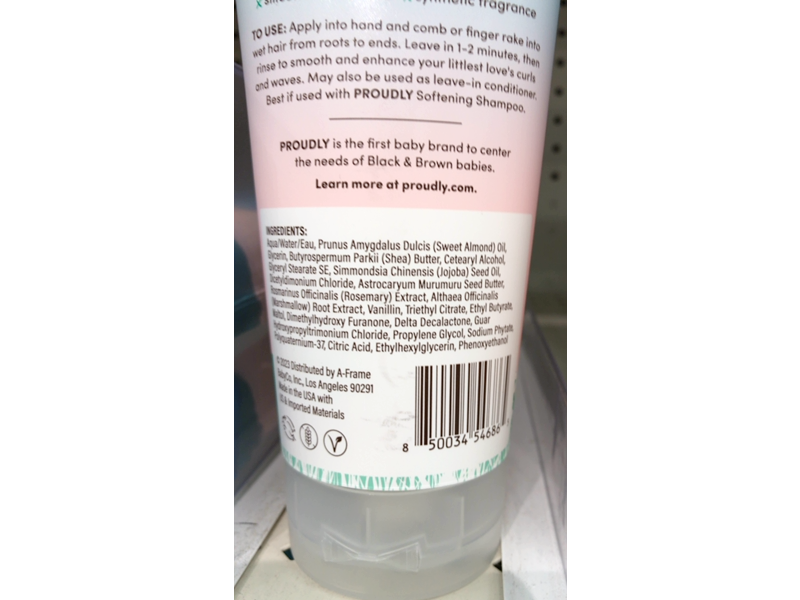 synthetic fragrance
TO USE: Apply into hand and comb or finger rake into
wet hair from roots to ends. Leave in 1-2 minutes, then
rinse to smooth and enhance your littlest love's curls
and waves. May also be used as leave-in conditioner.
Best if used with PROUDLY Softening Shampoo.
PROUDLY is the first baby brand to center
the needs of Black & Brown babies.
Learn more at proudly.com.
INGREDIENTS:
Aqua/Water/Eau, Prunus Amygdalus Dulcis (Sweet Almond) Oil,
Glycerin, Butyrospermum Parkii (Shea) Butter, Cetearyl Alcohol,
Glyceryl Stearate SE, Simmondsia Chinensis (Jojoba) Seed Oil,
Dicetyldimonium Chloride, Astrocaryum Murumuru Seed Butter,
Rosmarinus Officinalis (Rosemary) Extract, Althaea Officinalis
(Marshmallow) Root Extract, Vanillin, Triethyl Citrate, Ethyl Butyrate,
Maltol, Dimethylhydroxy Furanone, Delta Decalactone, Guar
Hydroxypropyltrimonium Chloride, Propylene Glycol, Sodium Phytate,
Polyquaternium-37, Citric Acid, Ethylhexylglycerin, Phenoxyethanol
©2023 Distributed by A-Frame
BabyCo, Inc., Los Angeles 90291
Made in the USA with
US & Imported Materials
8 50034 54686